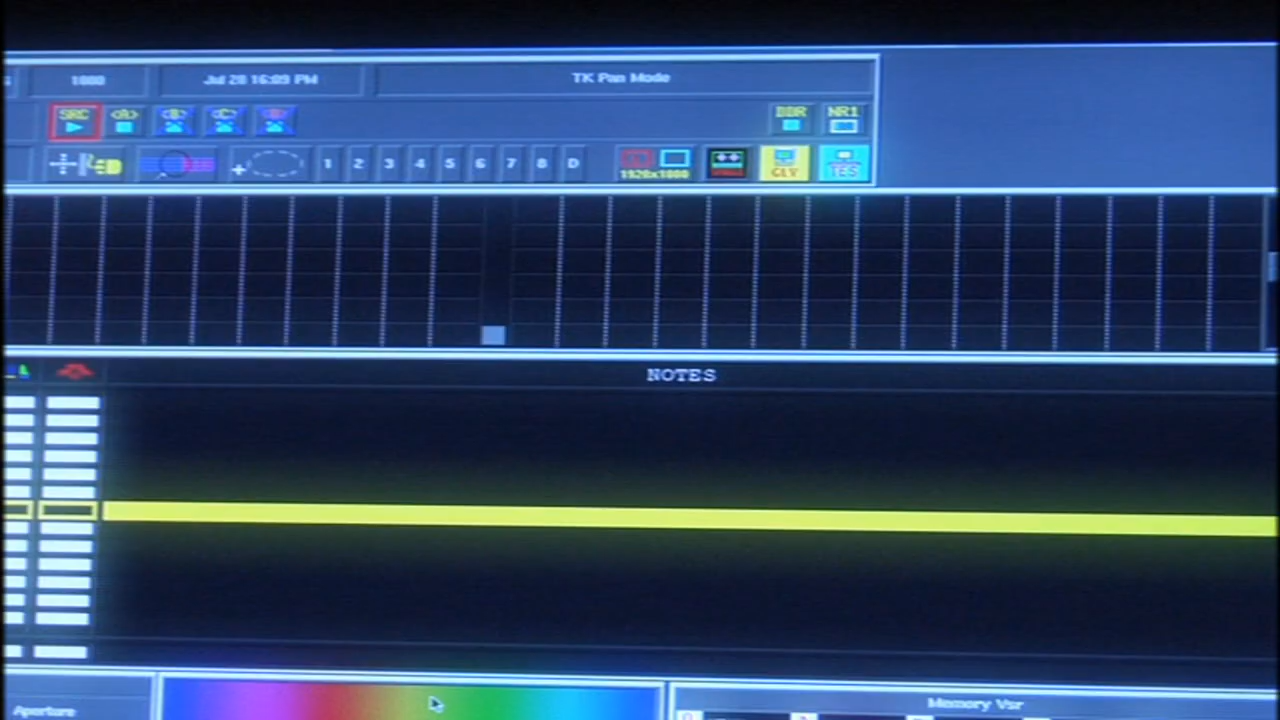 1080 Jul 28 16:09 PM TK Pan Mode
SRC <A> <B> <C> DDR NR1
1 2 3 4 5 6 7 8 D 1920x1080 TES
NOTES
Aperture
Memory Vsr